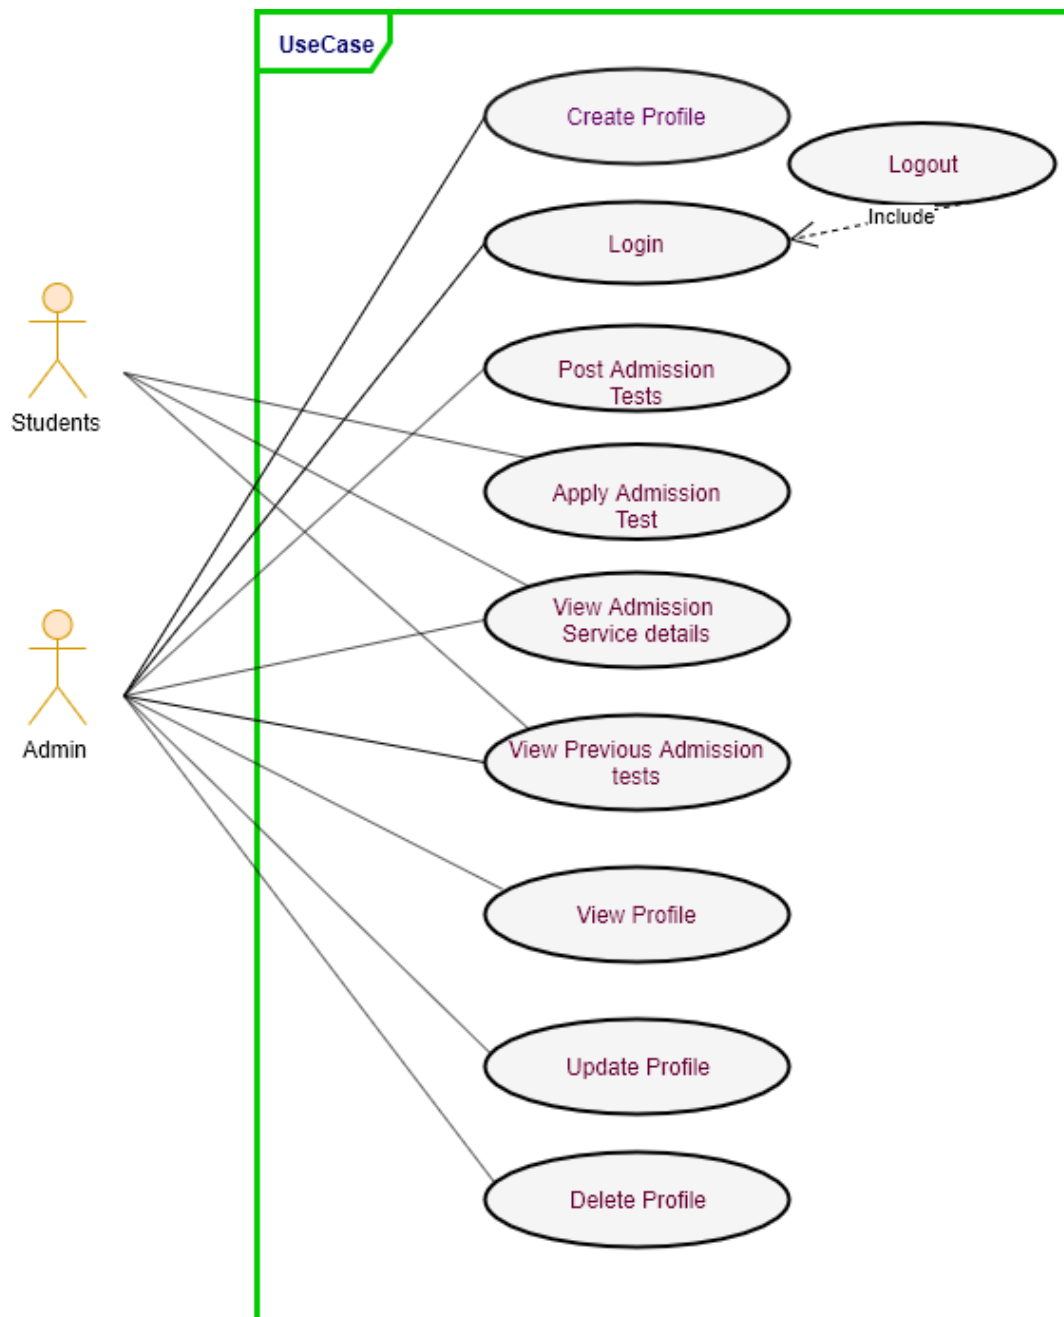 UseCase
Create Profile
Logout
Include
Login
Post Admission
Tests
Students
Apply Admission
Test
View Admission
Service details
Admin
View Previous Admission
tests
View Profile
Update Profile
Delete Profile